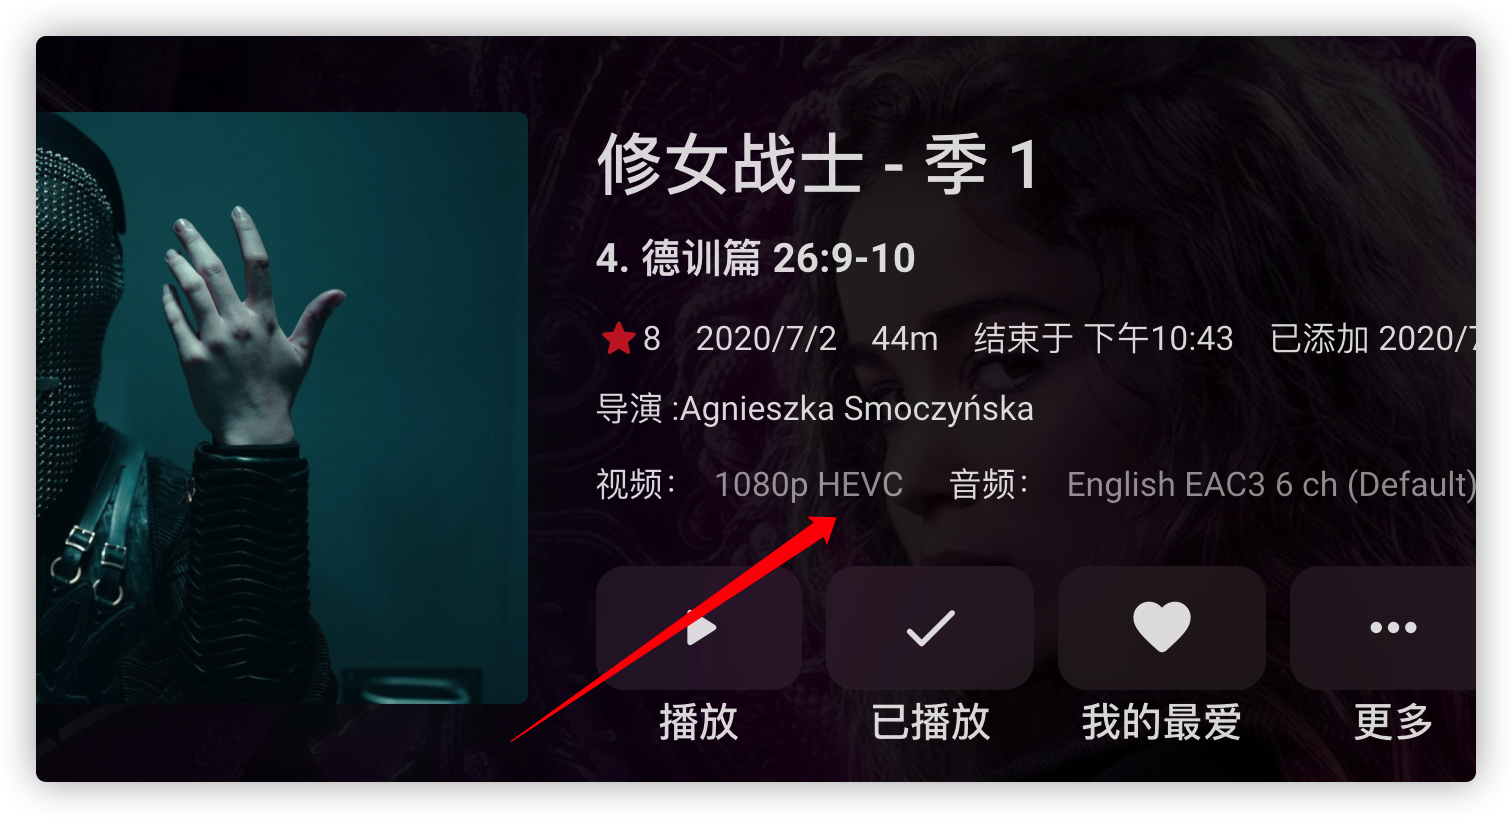 修女战士 - 季 1
4. 德训篇 26:9-10
8 2020/7/2 44m 结束于 下午10:43 已添加 2020/7
导演 :Agnieszka Smoczyńska
视频： 1080p HEVC 音频： English EAC3 6 ch (Default)
播放 已播放 我的最爱 更多